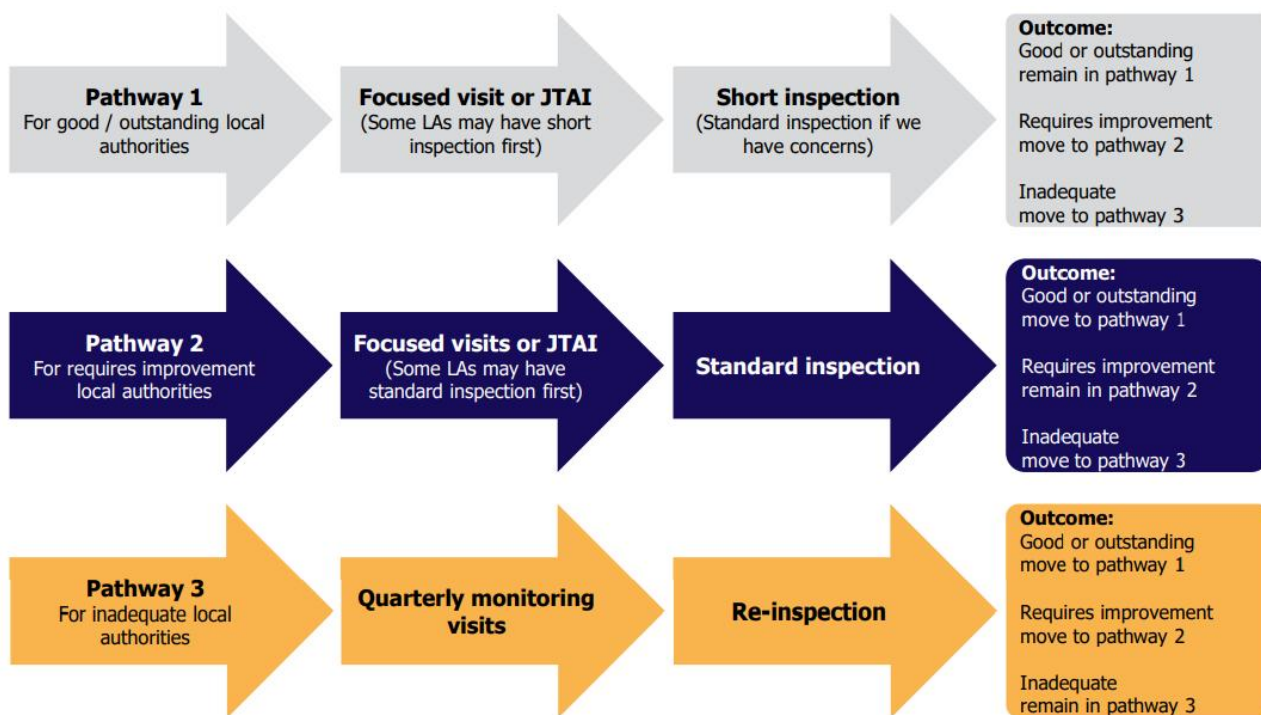 Pathway 1
For good / outstanding local
authorities
Focused visit or JTAI
(Some LAs may have short
inspection first)
Short inspection
(Standard inspection if we
have concerns)
Outcome:
Good or outstanding
remain in pathway 1
Requires improvement
move to pathway 2
Inadequate
move to pathway 3
Pathway 2
For requires improvement
local authorities
Focused visits or JTAI
(Some LAs may have
standard inspection first)
Standard inspection
Outcome:
Good or outstanding
move to pathway 1
Requires improvement
remain in pathway 2
Inadequate
move to pathway 3
Pathway 3
For inadequate local
authorities
Quarterly monitoring
visits
Re-inspection
Outcome:
Good or outstanding
move to pathway 1
Requires improvement
move to pathway 2
Inadequate
remain in pathway 3